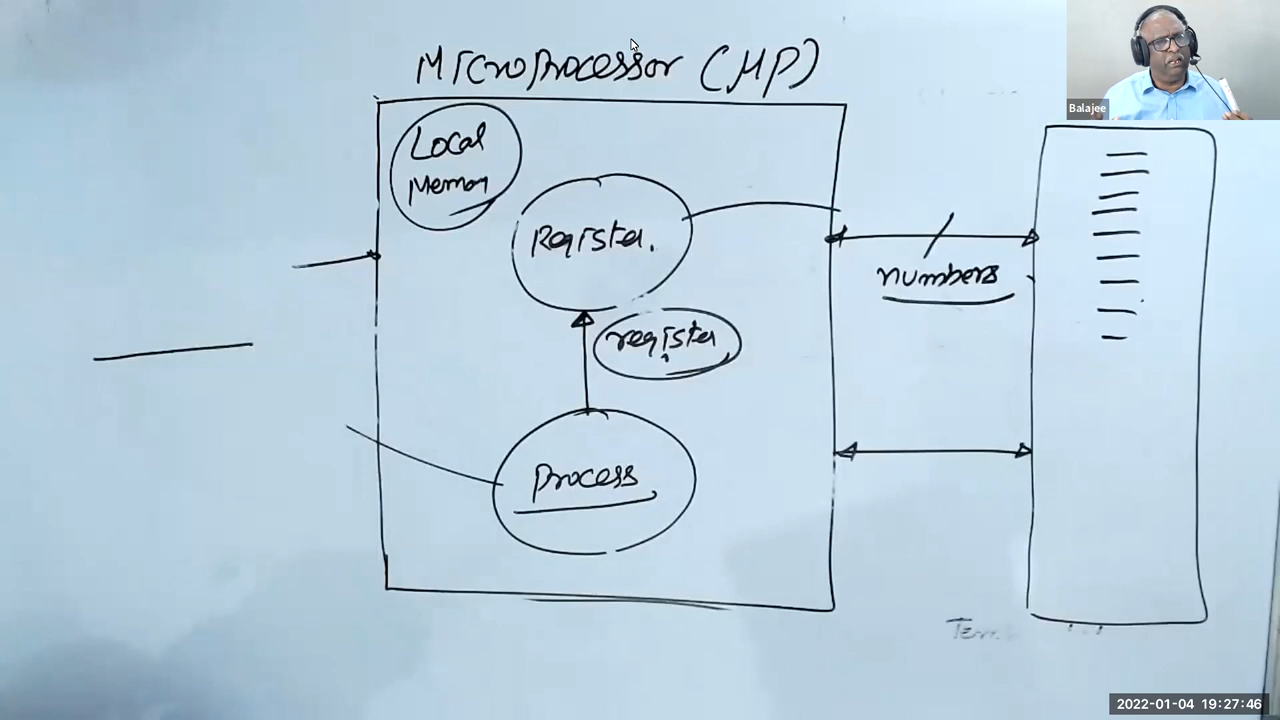 Microprocessor (μP)
Balajee
Local
Memory
Register.
numbers
register
Process
2022-01-04 19:27:46